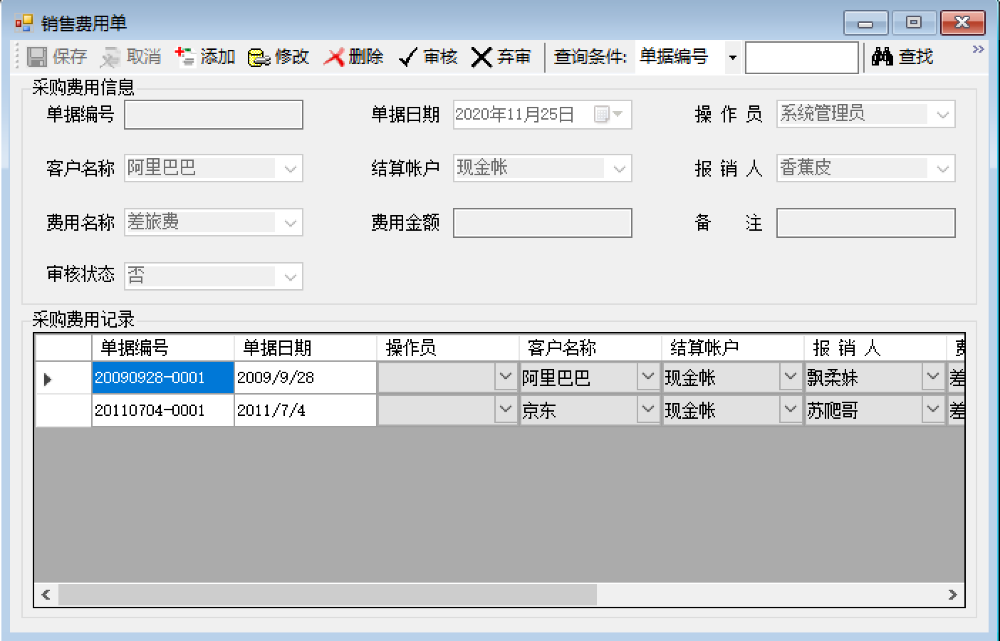 销售费用单
保存 取消 添加 修改 删除 审核 弃审 查询条件: 单据编号 查找
采购费用信息
单据编号 单据日期 2020年11月25日 操 作 员 系统管理员
客户名称 阿里巴巴 结算帐户 现金帐 报 销 人 香蕉皮
费用名称 差旅费 费用金额 备 注
审核状态 否
采购费用记录
单据编号 单据日期 操作员 客户名称 结算帐户 报 销 人 费
20090928-0001 2009/9/28 阿里巴巴 现金帐 飘柔妹 差
20110704-0001 2011/7/4 京东 现金帐 苏爬哥 差